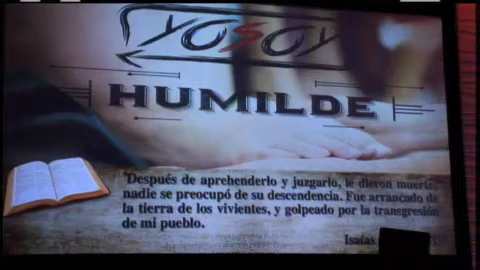 YOSOY
HUMILDE
"Después de aprehenderlo y juzgarlo, le dieron muerte;
nadie se preocupó de su descendencia. Fue arrancado de
la tierra de los vivientes, y golpeado por la transgresión
de mi pueblo.
Isaías